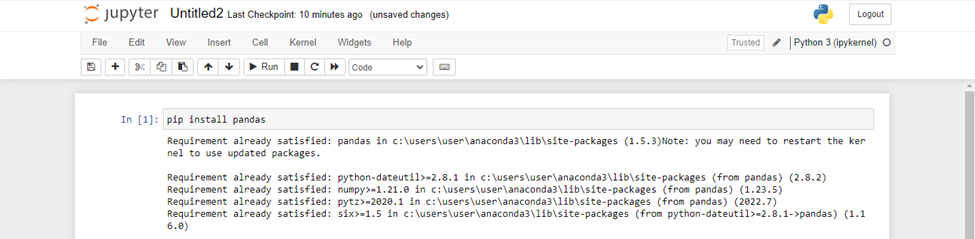 jupyter Untitled2 Last Checkpoint: 10 minutes ago (unsaved changes) Logout
File Edit View Insert Cell Kernel Widgets Help Trusted Python 3 (ipykernel)
Run Code
In [1]: pip install pandas
Requirement already satisfied: pandas in c:\users\user\anaconda3\lib\site-packages (1.5.3)Note: you may need to restart the ker
nel to use updated packages.
Requirement already satisfied: python-dateutil>=2.8.1 in c:\users\user\anaconda3\lib\site-packages (from pandas) (2.8.2)
Requirement already satisfied: numpy>=1.21.0 in c:\users\user\anaconda3\lib\site-packages (from pandas) (1.23.5)
Requirement already satisfied: pytz>=2020.1 in c:\users\user\anaconda3\lib\site-packages (from pandas) (2022.7)
Requirement already satisfied: six>=1.5 in c:\users\user\anaconda3\lib\site-packages (from python-dateutil>=2.8.1->pandas) (1.1
6.0)